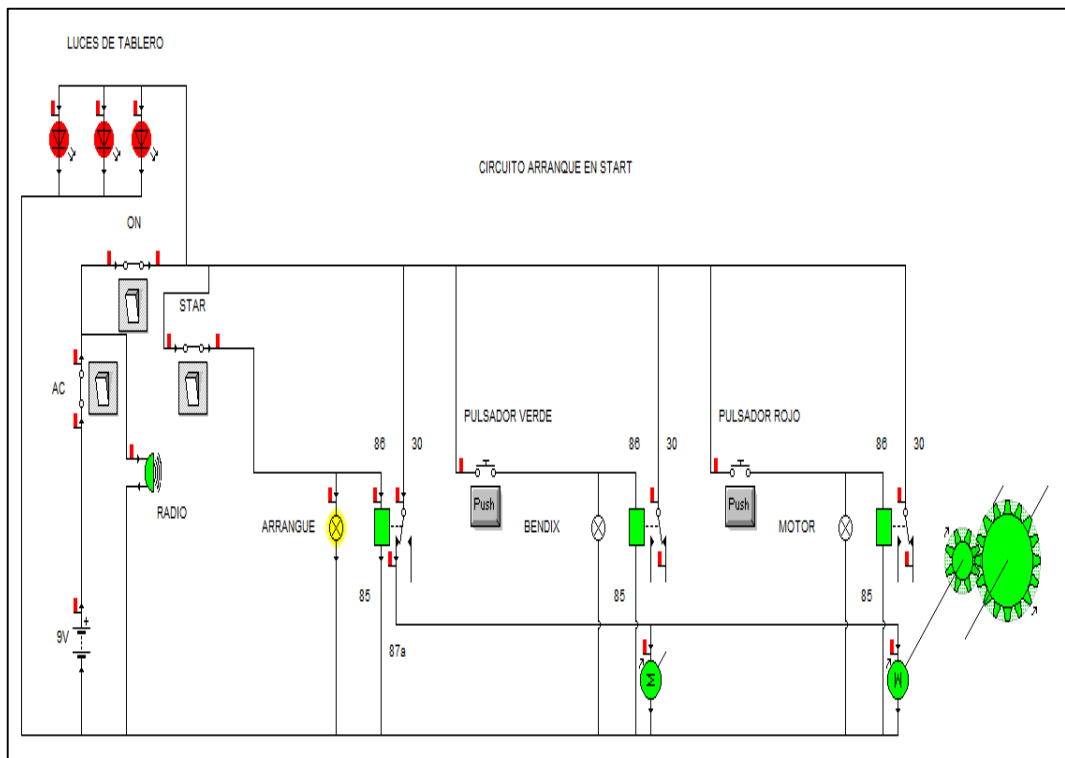 LUCES DE TABLERO
CIRCUITO ARRANQUE EN START
ON
STAR
AC
PULSADOR VERDE
PULSADOR ROJO
86 30
86 30
86 30
Push
Push
RADIO
ARRANGUE
BENDIX
MOTOR
85
85
85
9V
+
87a
M
M